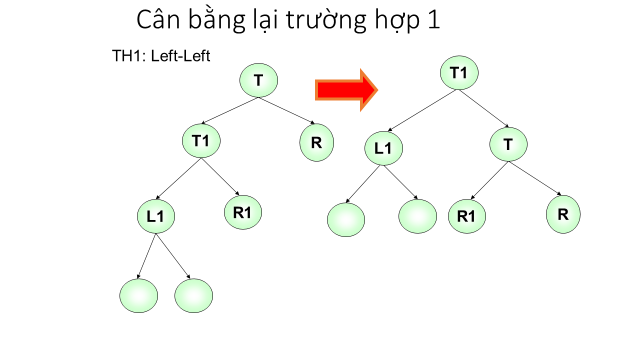 Cân bằng lại trường hợp 1
TH1: Left-Left
T
T1
R
L1
R1
T1
L1
T
R1
R